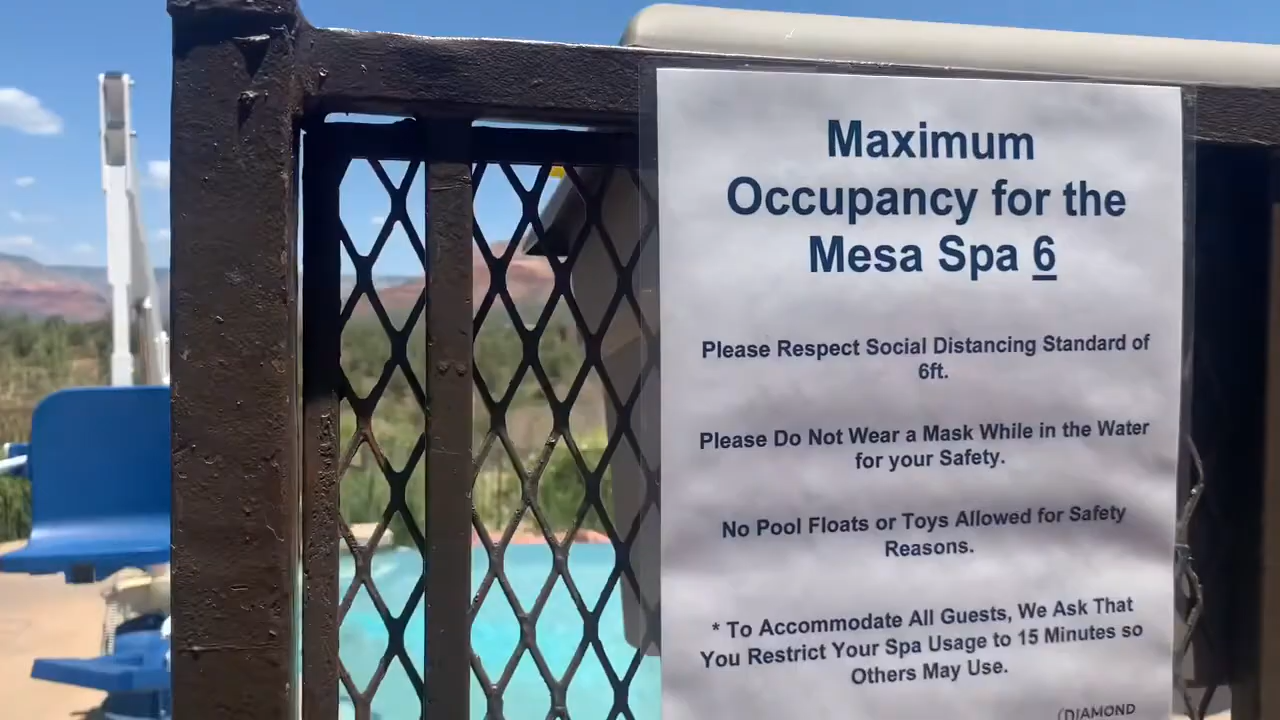 Maximum
Occupancy for the
Mesa Spa 6
Please Respect Social Distancing Standard of
6ft.
Please Do Not Wear a Mask While in the Water
for your Safety.
No Pool Floats or Toys Allowed for Safety
Reasons.
* To Accommodate All Guests, We Ask That
You Restrict Your Spa Usage to 15 Minutes so
Others May Use.
DIAMOND